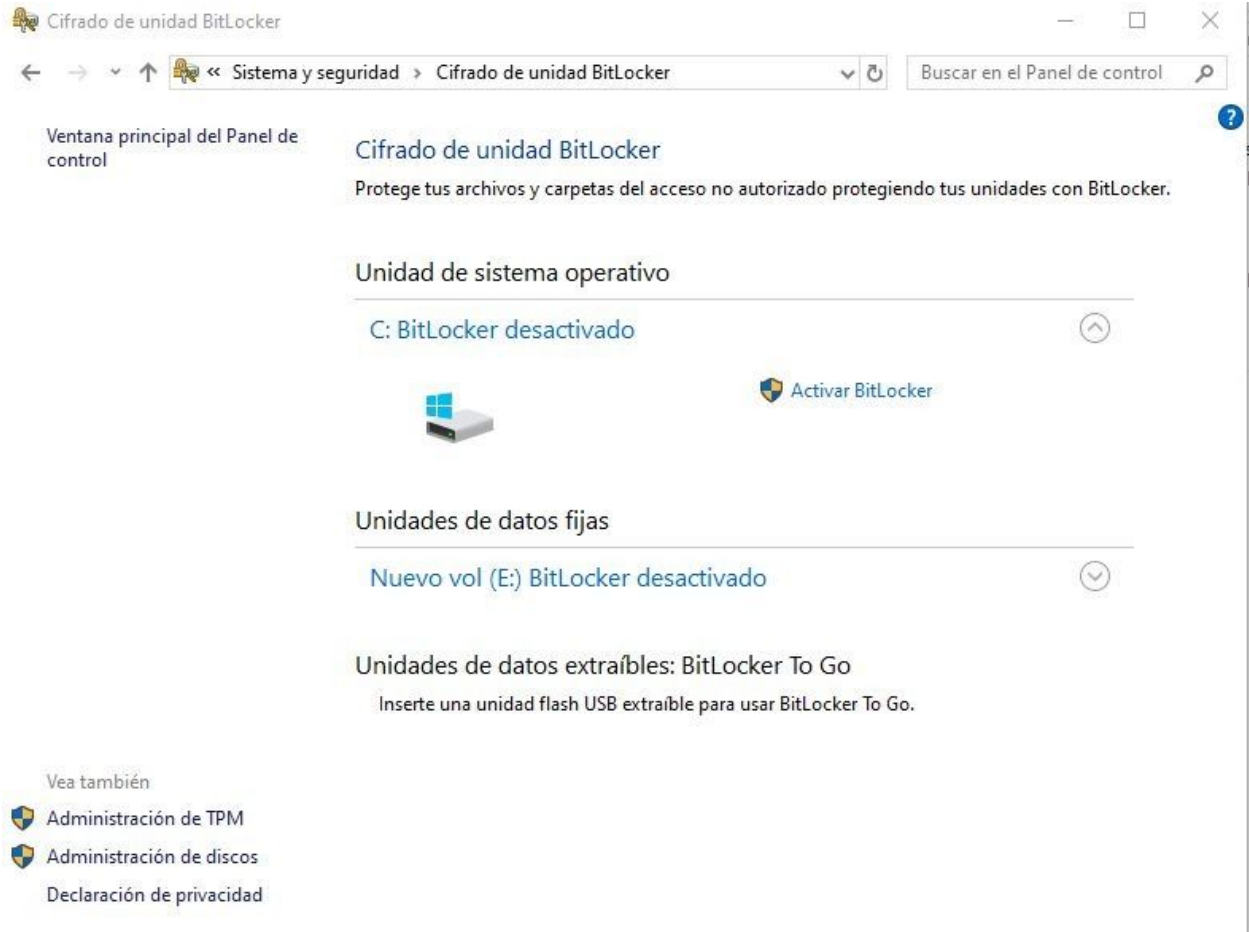 Cifrado de unidad BitLocker
« Sistema y seguridad › Cifrado de unidad BitLocker
Buscar en el Panel de control
Ventana principal del Panel de
control
Cifrado de unidad BitLocker
Protege tus archivos y carpetas del acceso no autorizado protegiendo tus unidades con BitLocker.
Unidad de sistema operativo
C: BitLocker desactivado
Activar BitLocker
Unidades de datos fijas
Nuevo vol (E:) BitLocker desactivado
Unidades de datos extraíbles: BitLocker To Go
Inserte una unidad flash USB extraíble para usar BitLocker To Go.
Vea también
Administración de TPM
Administración de discos
Declaración de privacidad